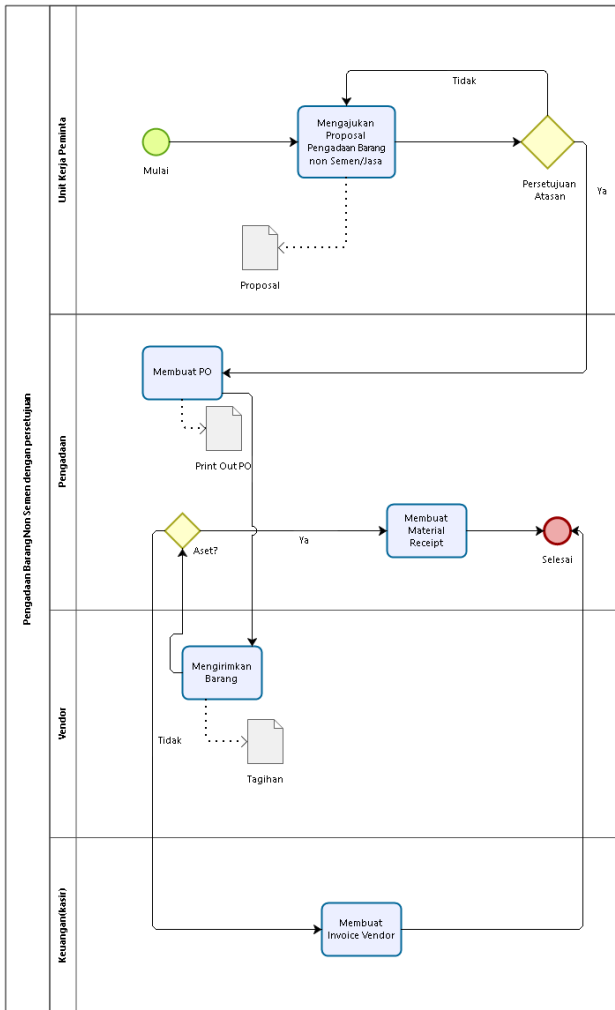 Pengadaan Barang Non Semen dengan persetujuan
Unit Kerja Peminta
Tidak
Mengajukan
Proposal
Pengadaan Barang
non Semen/Jasa
Mulai
Persetujuan
Atasan
Ya
Proposal
Pengadaan
Membuat PO
Print Out PO
Aset?
Ya
Membuat
Material
Receipt
Selesai
Vendor
Mengirimkan
Barang
Tidak
Tagihan
Keuangan(kasir)
Membuat
Invoice Vendor